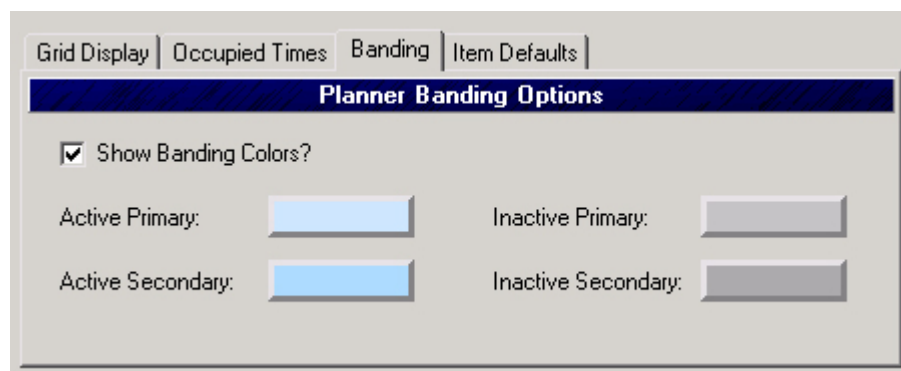 Grid Display Occupied Times Banding Item Defaults
Planner Banding Options
Show Banding Colors?
Active Primary: Inactive Primary:
Active Secondary: Inactive Secondary: